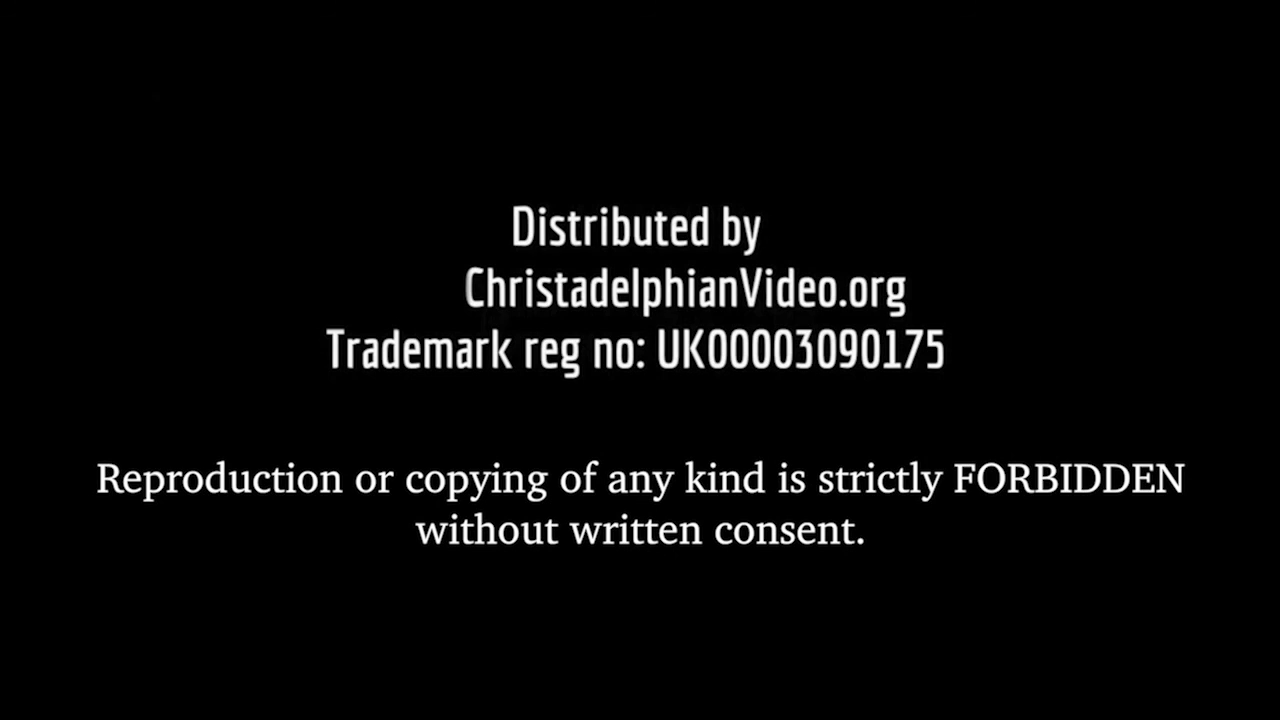 Distributed by
ChristadelphianVideo.org
Trademark reg no: UK00003090175
Reproduction or copying of any kind is strictly FORBIDDEN
without written consent.